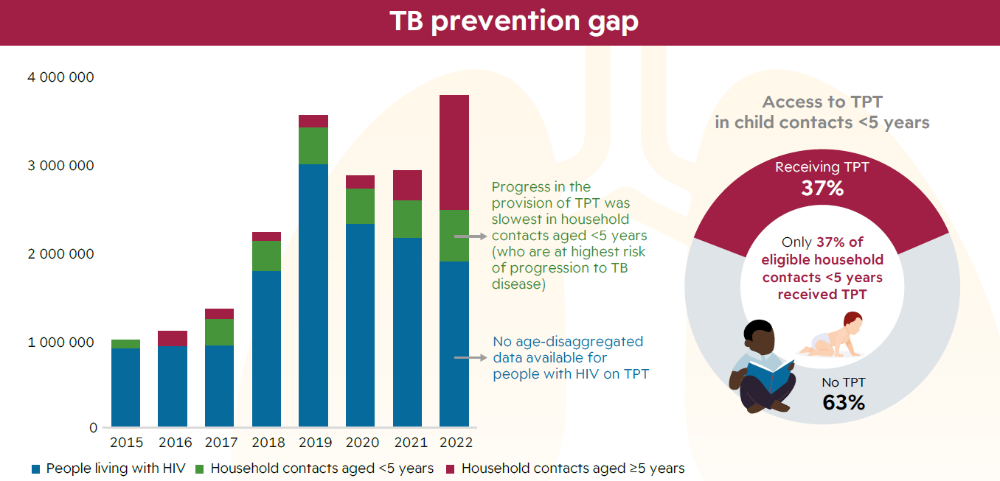 TB prevention gap
4 000 000
3 000 000
2 000 000
1 000 000
0
2015 2016 2017 2018 2019 2020 2021 2022
People living with HIV Household contacts aged <5 years Household contacts aged ≥5 years
Progress in the
provision of TPT was
slowest in household
contacts aged <5 years
(who are at highest risk
of progression to TB
disease)
No age-disaggregated
data available for
people with HIV on TPT
Access to TPT
in child contacts <5 years
Receiving TPT
37%
Only 37% of
eligible household
contacts <5 years
received TPT
No TPT
63%